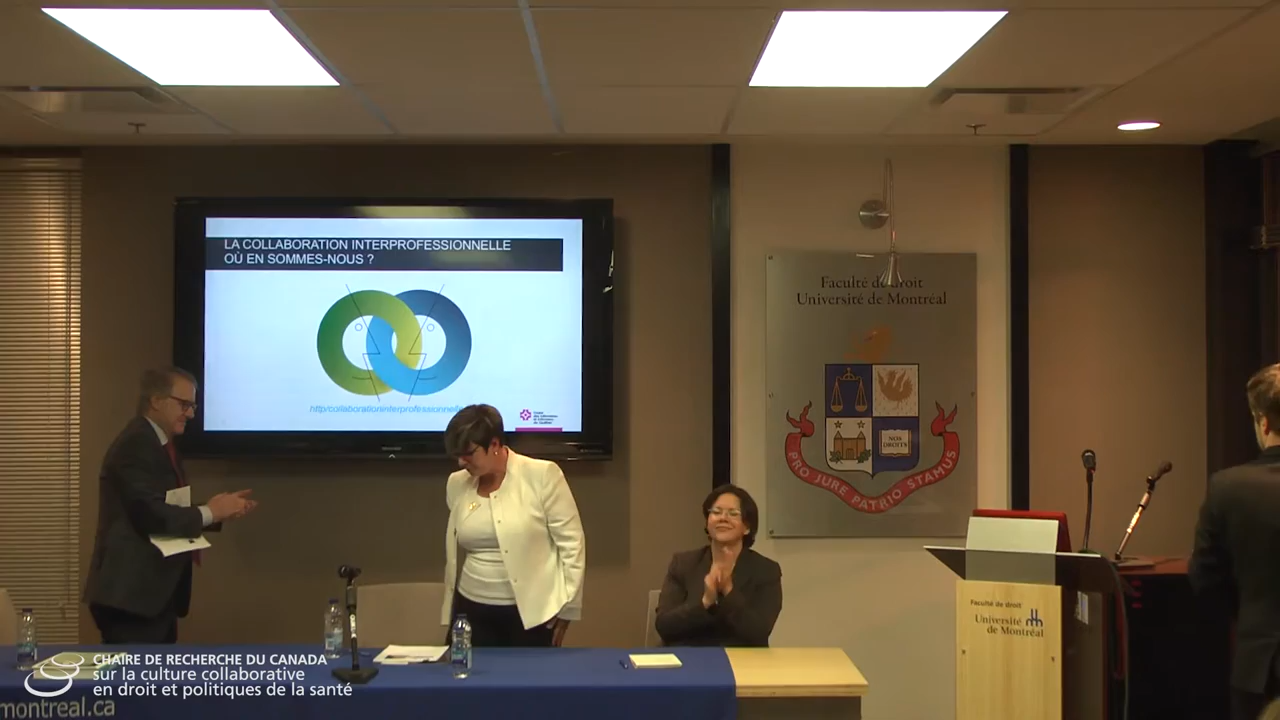 LA COLLABORATION INTERPROFESSIONNELLE
OÙ EN SOMMES-NOUS ?
http/collaborationinterprofessionnelle
Faculté de droit
Université de Montréal
NOS
DROITS
PRO JURE PATRIO STAMUS
Faculté de droit
Université
de Montréal
CHAIRE DE RECHERCHE DU CANADA
sur la culture collaborative
en droit et politiques de la santé
montreal.ca